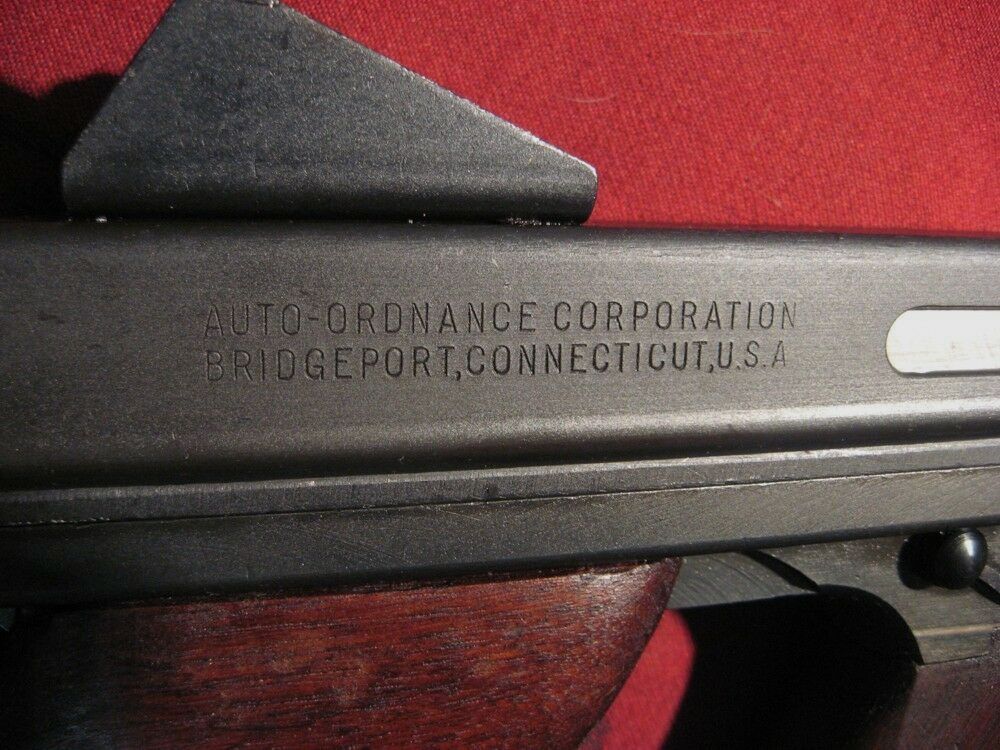 AUTO-ORDNANCE CORPORATION
BRIDGEPORT,CONNECTICUT,U.S.A